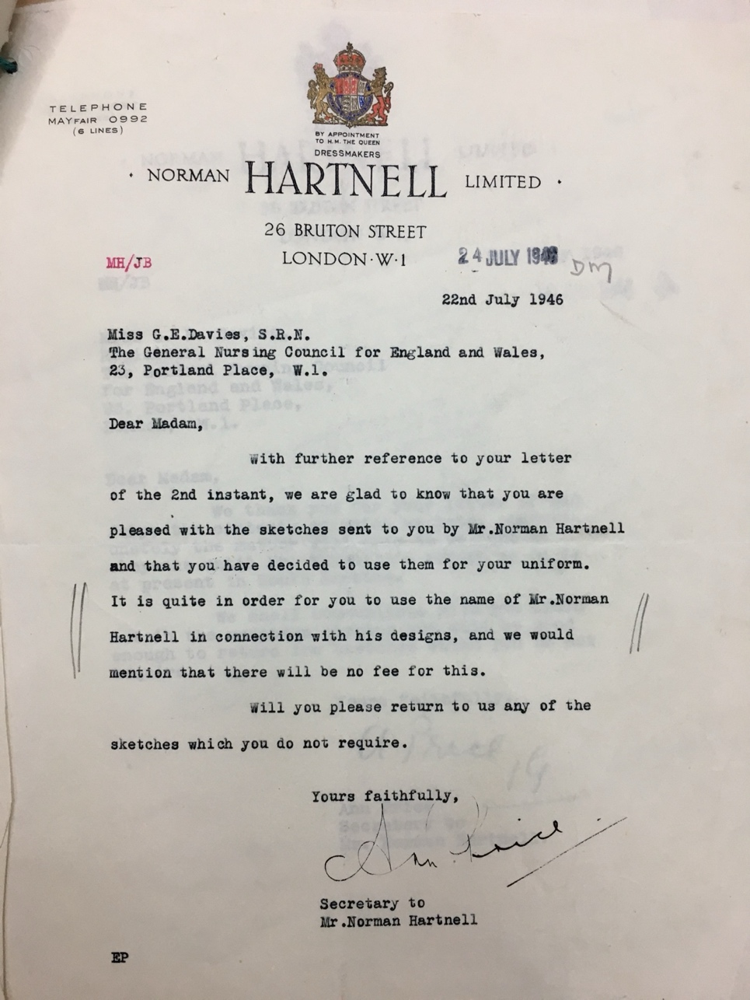 TELEPHONE
MAYFAIR 0992
(6 LINES)
BY APPOINTMENT
TO H.M. THE QUEEN
DRESSMAKERS
· NORMAN HARTNELL LIMITED ·
26 BRUTON STREET
LONDON·W·1
MH/JB
24 JULY 1946
DM
22nd July 1946
Miss G.E.Davies, S.R.N.
The General Nursing Council for England and Wales,
23, Portland Place, W.1.
Dear Madam,
With further reference to your letter
of the 2nd instant, we are glad to know that you are
pleased with the sketches sent to you by Mr.Norman Hartnell
and that you have decided to use them for your uniform.
It is quite in order for you to use the name of Mr.Norman
Hartnell in connection with his designs, and we would
mention that there will be no fee for this.
Will you please return to us any of the
sketches which you do not require.
Yours faithfully,
Ann Price
Secretary to
Mr.Norman Hartnell
EP